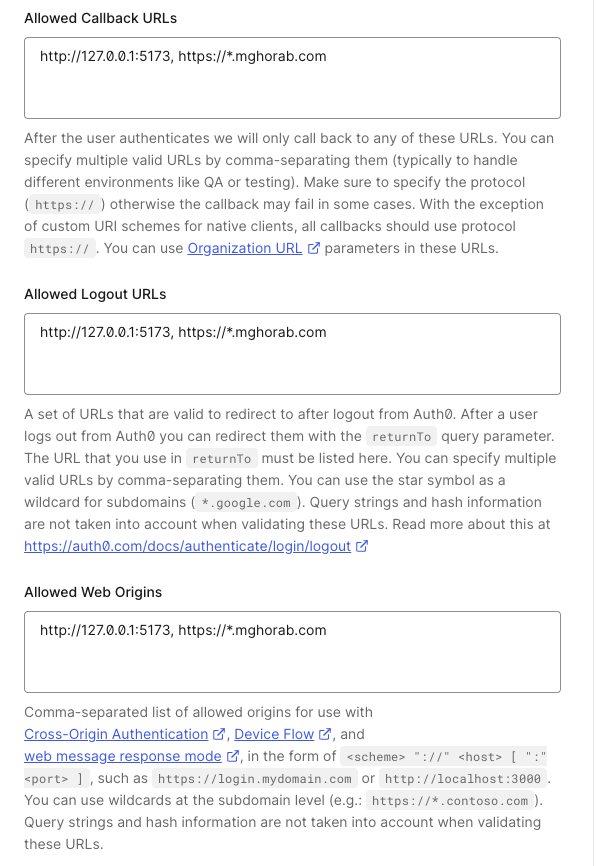 Allowed Callback URLs
http://127.0.0.1:5173, https://*.mghorab.com
After the user authenticates we will only call back to any of these URLs. You can
specify multiple valid URLs by comma-separating them (typically to handle
different environments like QA or testing). Make sure to specify the protocol
( https:// ) otherwise the callback may fail in some cases. With the exception
of custom URI schemes for native clients, all callbacks should use protocol
https:// . You can use Organization URL parameters in these URLs.
Allowed Logout URLs
http://127.0.0.1:5173, https://*.mghorab.com
A set of URLs that are valid to redirect to after logout from Auth0. After a user
logs out from Auth0 you can redirect them with the returnTo query parameter.
The URL that you use in returnTo must be listed here. You can specify multiple
valid URLs by comma-separating them. You can use the star symbol as a
wildcard for subdomains ( *.google.com ). Query strings and hash information
are not taken into account when validating these URLs. Read more about this at
https://auth0.com/docs/authenticate/login/logout
Allowed Web Origins
http://127.0.0.1:5173, https://*.mghorab.com
Comma-separated list of allowed origins for use with
Cross-Origin Authentication , Device Flow , and
web message response mode , in the form of <scheme> "://" <host> [ ":"
<port> ] , such as https://login.mydomain.com or http://localhost:3000 .
You can use wildcards at the subdomain level (e.g.: https://*.contoso.com ).
Query strings and hash information are not taken into account when validating
these URLs.